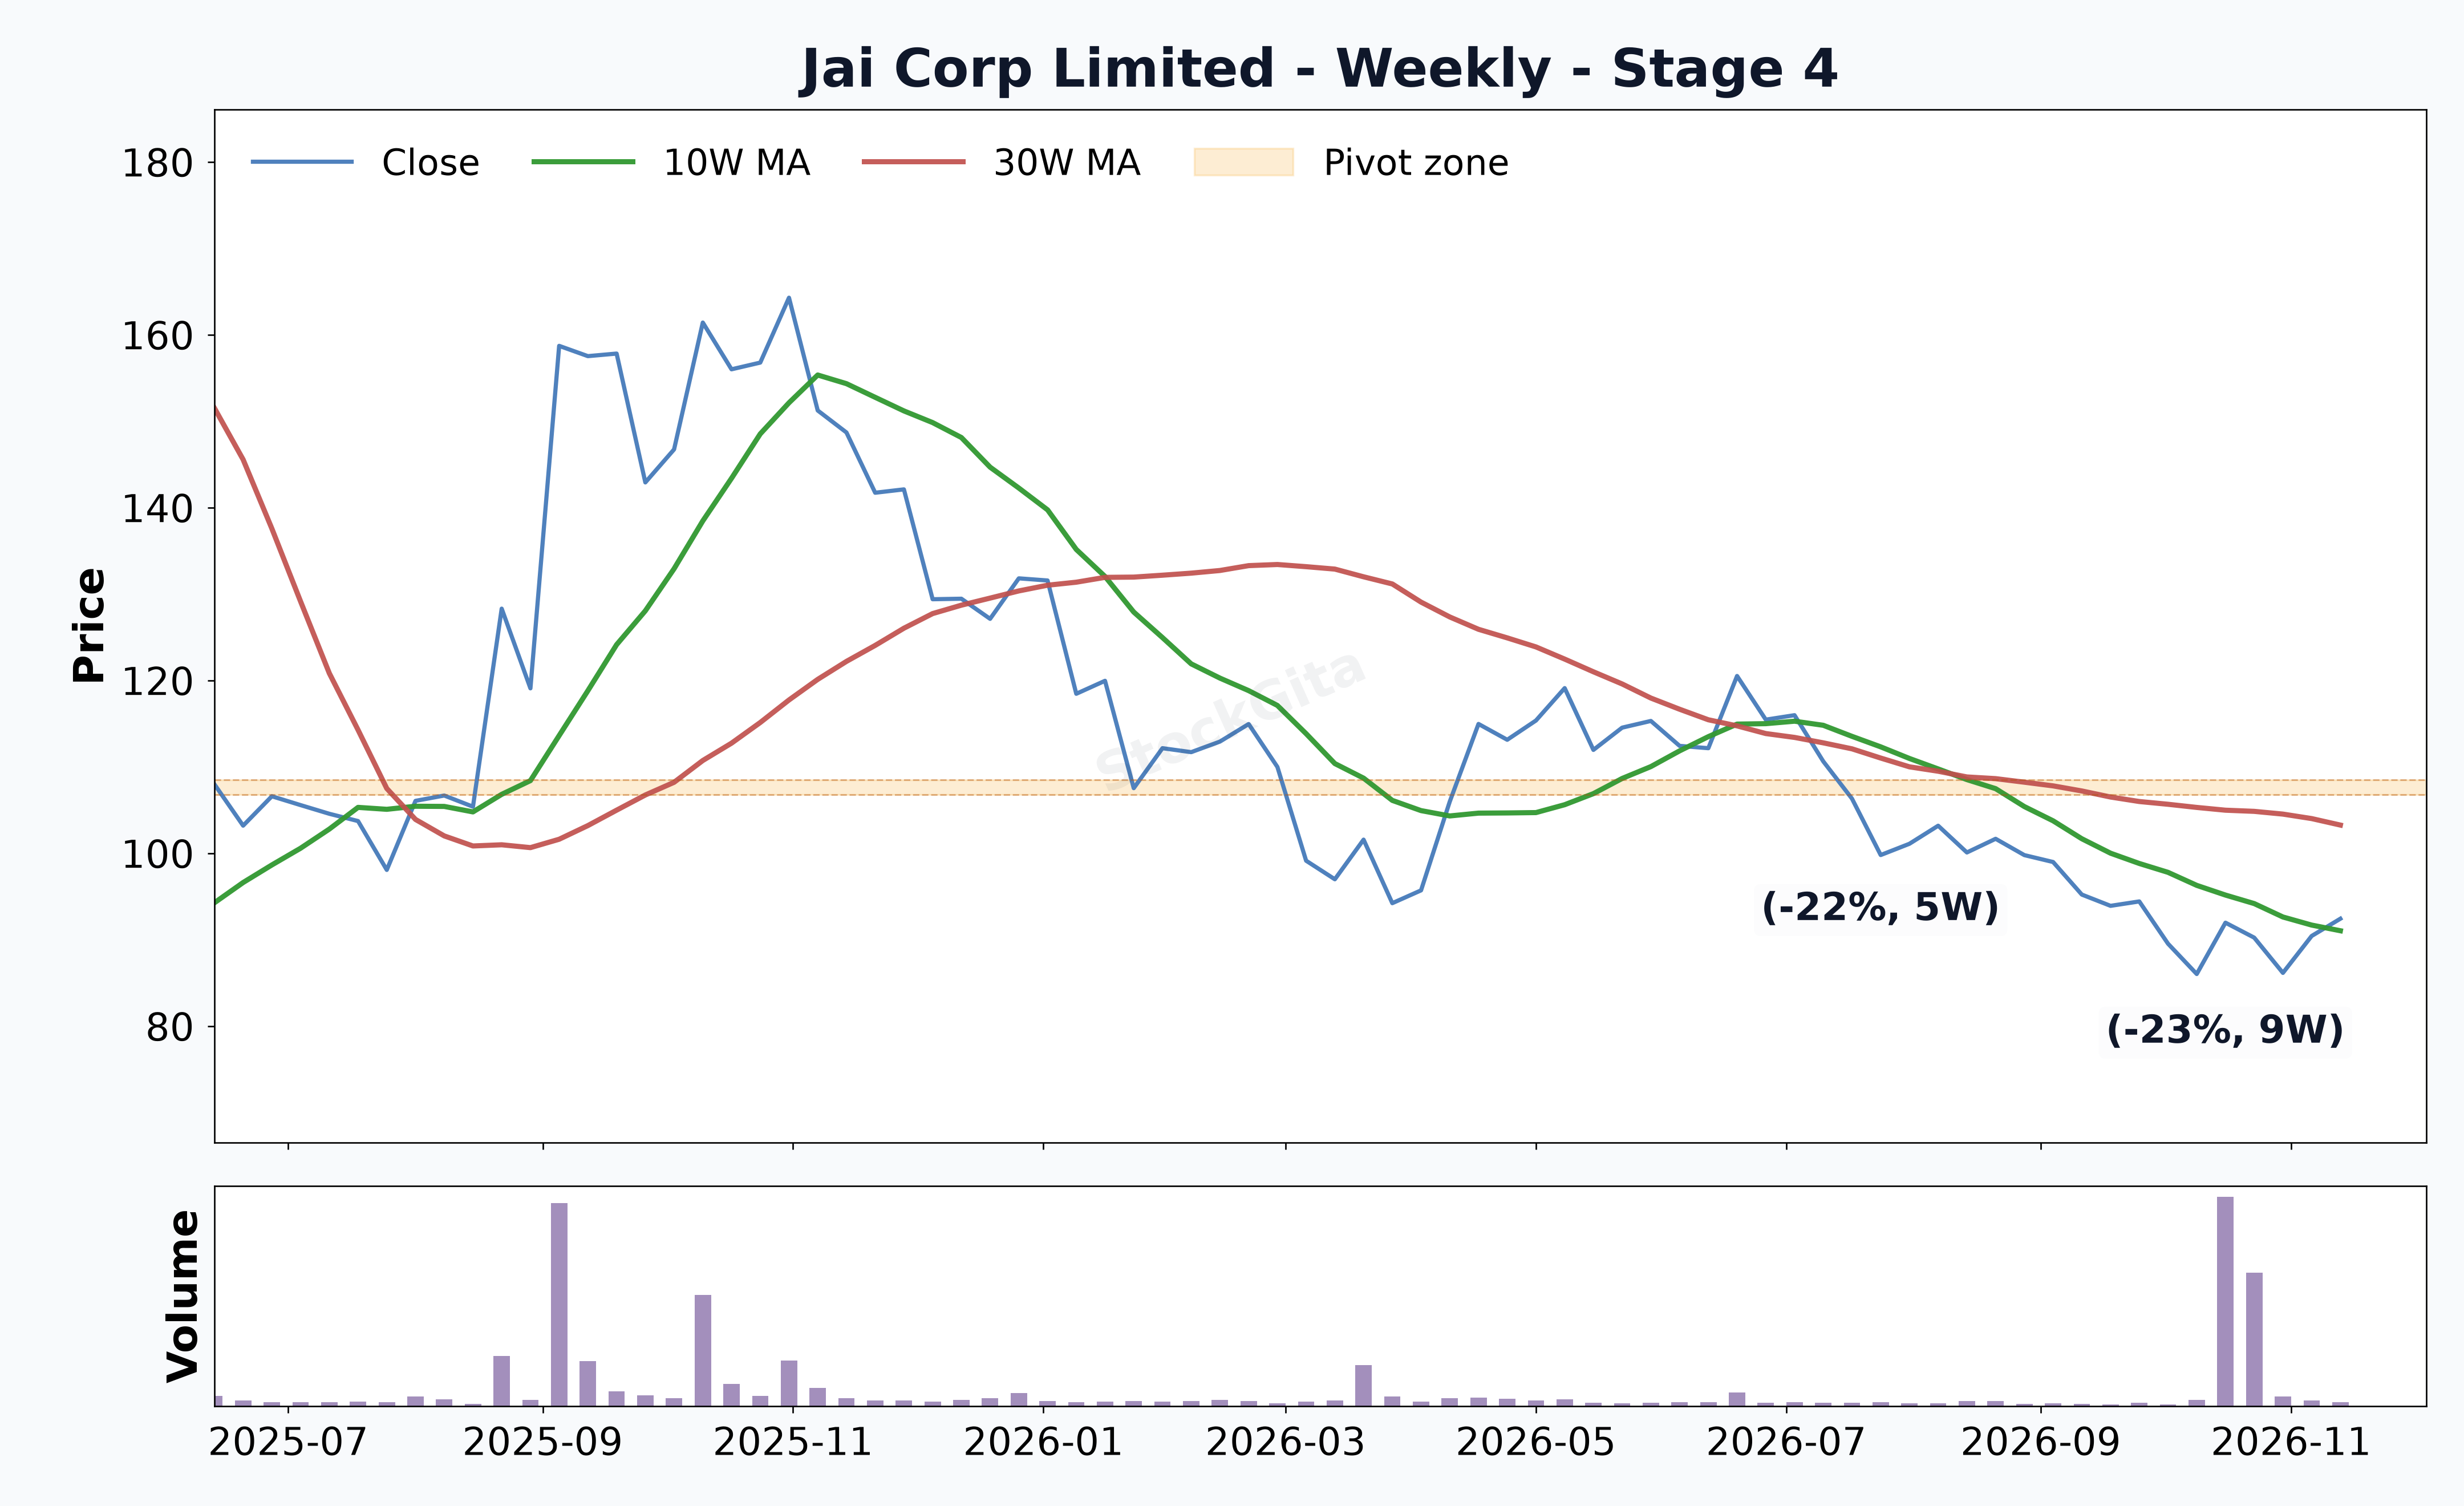 Jai Corp Limited - Weekly - Stage 4
Close 10W MA 30W MA Pivot zone
180
160
140
120
100
80
Price
StockGita
(-22%, 5W)
(-23%, 9W)
Volume
2025-07 2025-09 2025-11 2026-01 2026-03 2026-05 2026-07 2026-09 2026-11